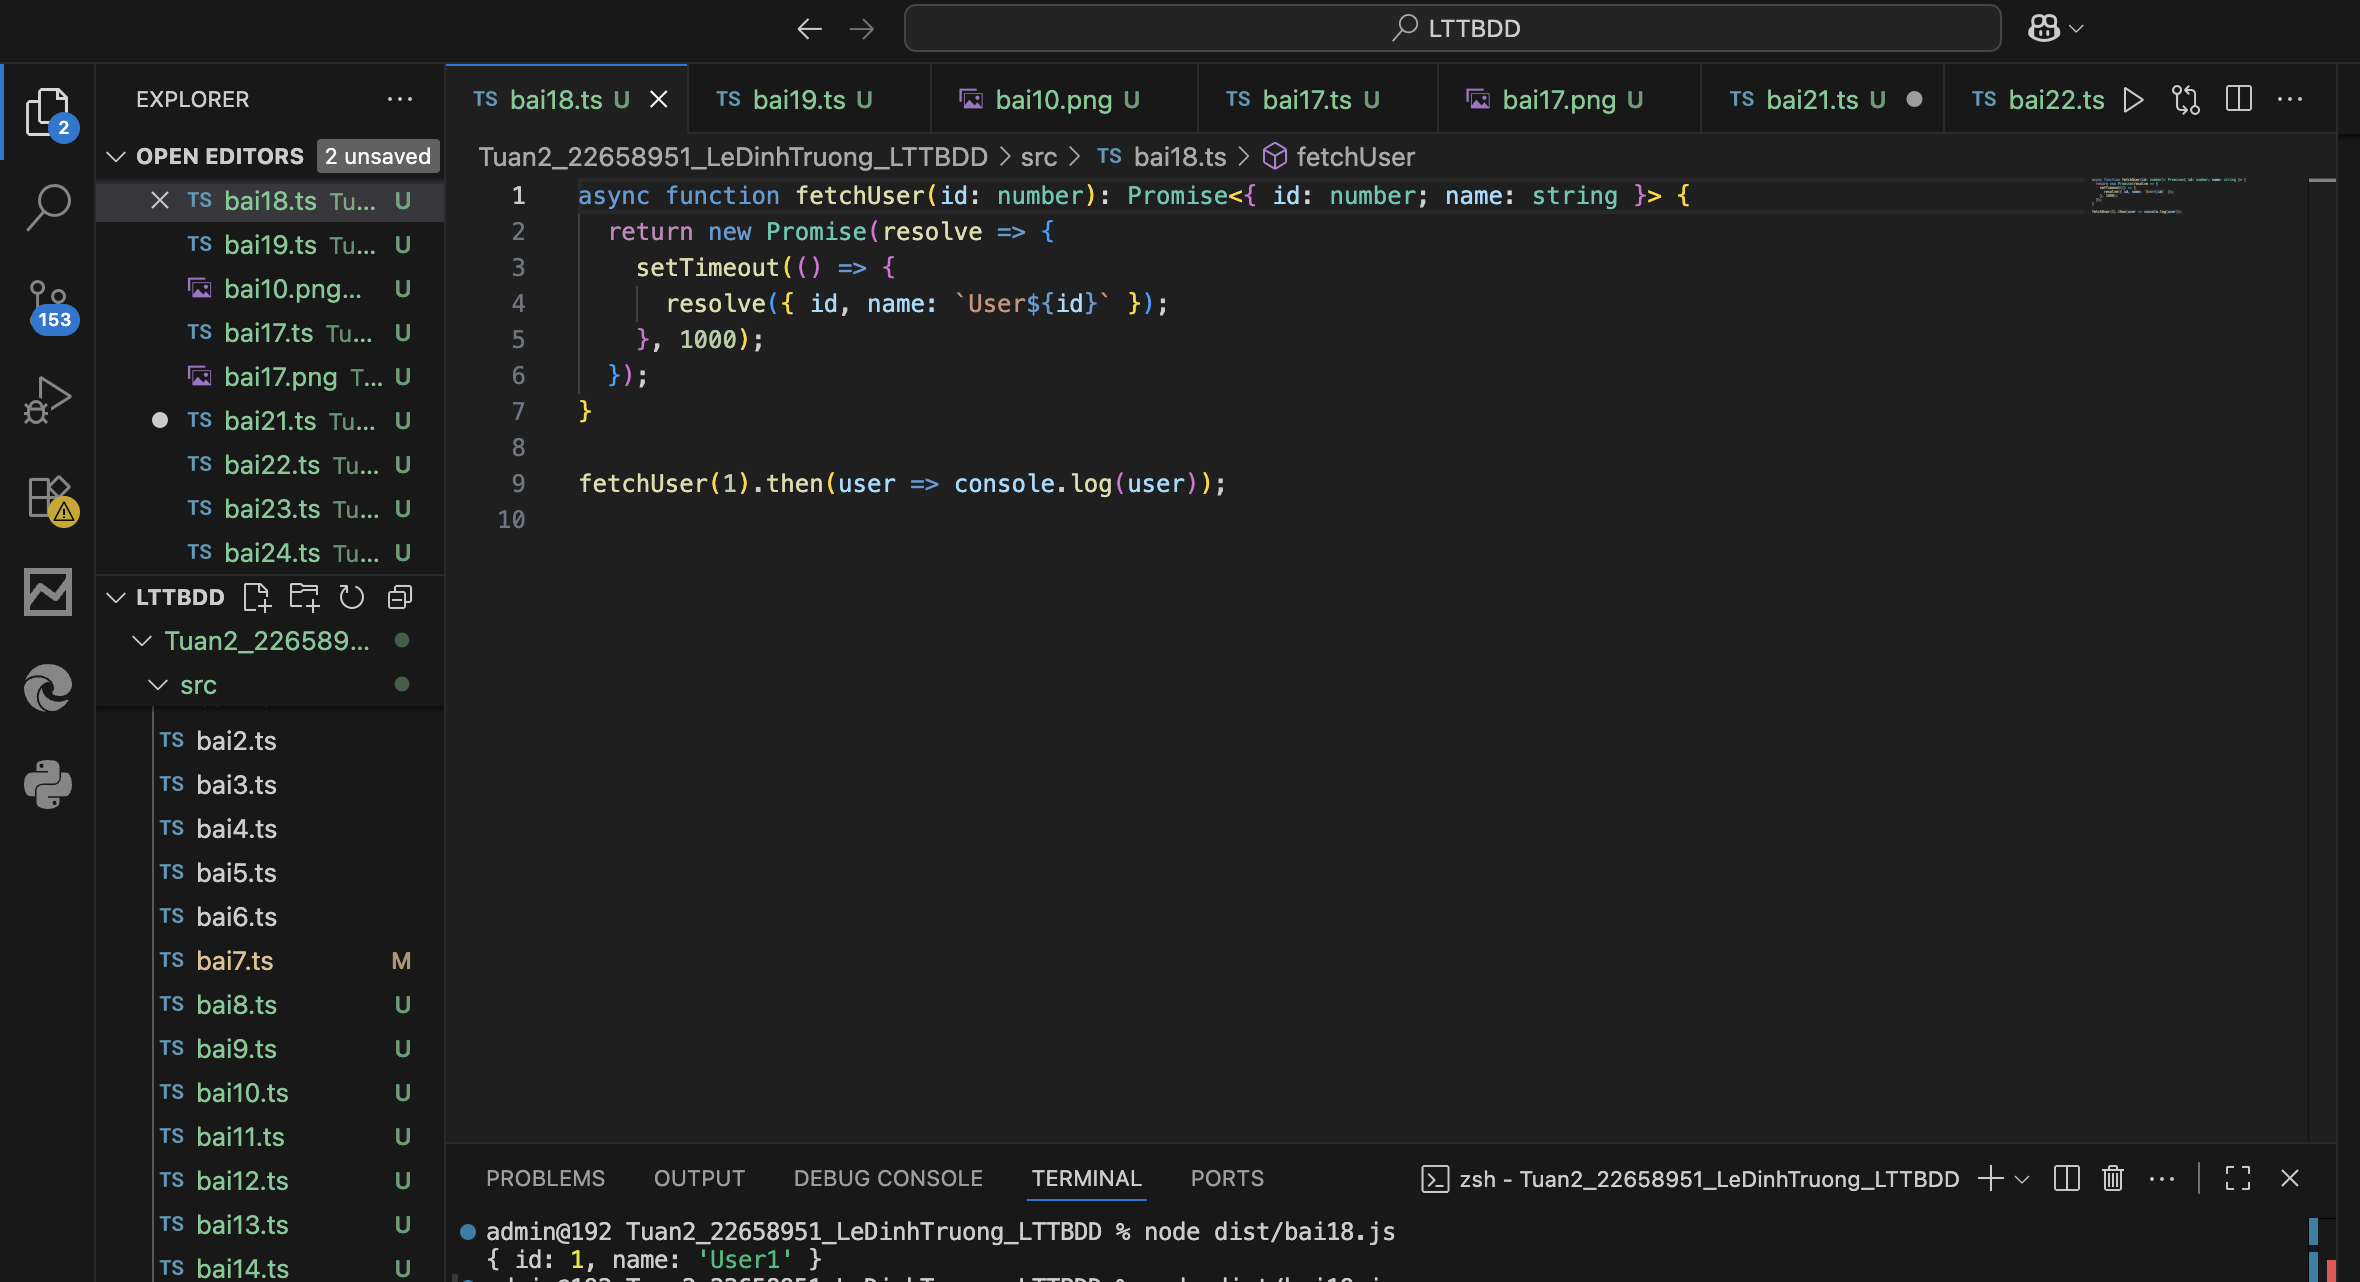 LTTBDD
EXPLORER
2
OPEN EDITORS 2 unsaved
TS bai18.ts Tu... U
TS bai19.ts Tu... U
bai10.png... U
TS bai17.ts Tu... U
bai17.png T... U
TS bai21.ts Tu... U
TS bai22.ts Tu... U
TS bai23.ts Tu... U
TS bai24.ts Tu... U
153
LTTBDD
Tuan2_226589...
src
TS bai2.ts
TS bai3.ts
TS bai4.ts
TS bai5.ts
TS bai6.ts
TS bai7.ts M
TS bai8.ts U
TS bai9.ts U
TS bai10.ts U
TS bai11.ts U
TS bai12.ts U
TS bai13.ts U
TS bai14.ts U
TS bai18.ts U TS bai19.ts U bai10.png U TS bai17.ts U bai17.png U TS bai21.ts U TS bai22.ts
Tuan2_22658951_LeDinhTruong_LTTBDD > src > TS bai18.ts > fetchUser
1 async function fetchUser(id: number): Promise<{ id: number; name: string }> {
2 return new Promise(resolve => {
3 setTimeout(() => {
4 resolve({ id, name: `User${id}` });
5 }, 1000);
6 });
7 }
8
9 fetchUser(1).then(user => console.log(user));
10
PROBLEMS OUTPUT DEBUG CONSOLE TERMINAL PORTS zsh - Tuan2_22658951_LeDinhTruong_LTTBDD
admin@192 Tuan2_22658951_LeDinhTruong_LTTBDD % node dist/bai18.js
{ id: 1, name: 'User1' }